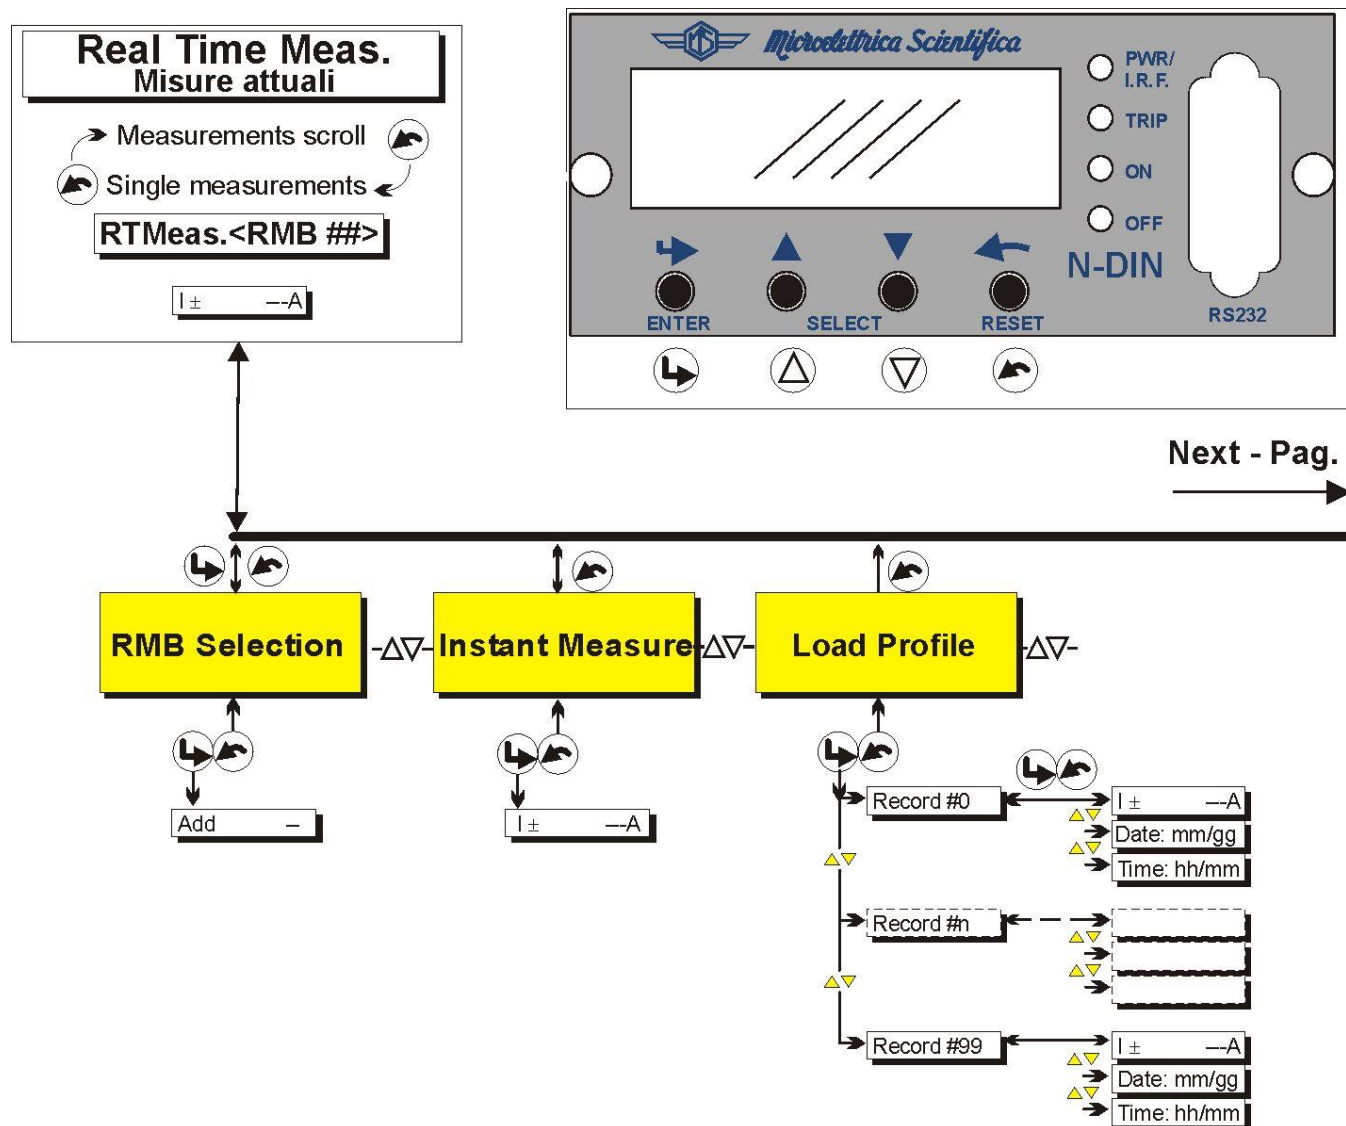 Real Time Meas.
Misure attuali
Measurements scroll
Single measurements
RTMeas.<RMB ##>
I ± ---A
Microelettrica Scientifica
PWR/
I.R.F.
TRIP
ON
OFF
N-DIN
ENTER
SELECT
RESET
RS232
Next - Pag.
RMB Selection
Instant Measure
Load Profile
Add –
I ± ---A
Record #0
I ± ---A
Date: mm/gg
Time: hh/mm
Record #n
Record #99
I ± ---A
Date: mm/gg
Time: hh/mm